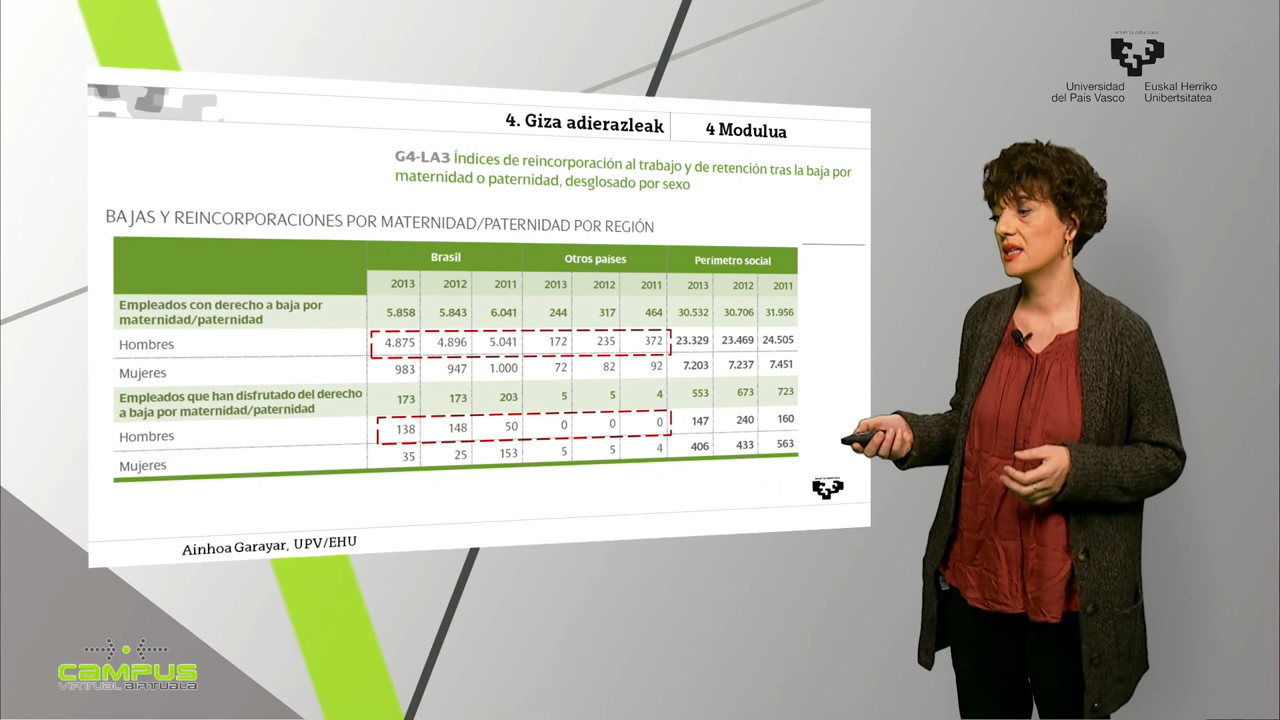 eman ta zabal zazu
Universidad
del País Vasco
Euskal Herriko
Unibertsitatea
4. Giza adierazleak
4 Modulua
G4-LA3 Índices de reincorporación al trabajo y de retención tras la baja por
maternidad o paternidad, desglosado por sexo
BAJAS Y REINCORPORACIONES POR MATERNIDAD/PATERNIDAD POR REGIÓN
Brasil Otros países Perímetro social
2013 2012 2011 2013 2012 2011 2013 2012 2011
Empleados con derecho a baja por
maternidad/paternidad 5.858 5.843 6.041 244 317 464 30.532 30.706 31.956
Hombres 4.875 4.896 5.041 172 235 372 23.329 23.469 24.505
Mujeres 983 947 1.000 72 82 92 7.203 7.237 7.451
Empleados que han disfrutado del derecho
a baja por maternidad/paternidad 173 173 203 5 5 4 553 673 723
Hombres 138 148 50 0 0 0 147 240 160
Mujeres 35 25 153 5 5 4 406 433 563
Ainhoa Garayar, UPV/EHU
CAMPUS
VIRTUAL BIRTUALA